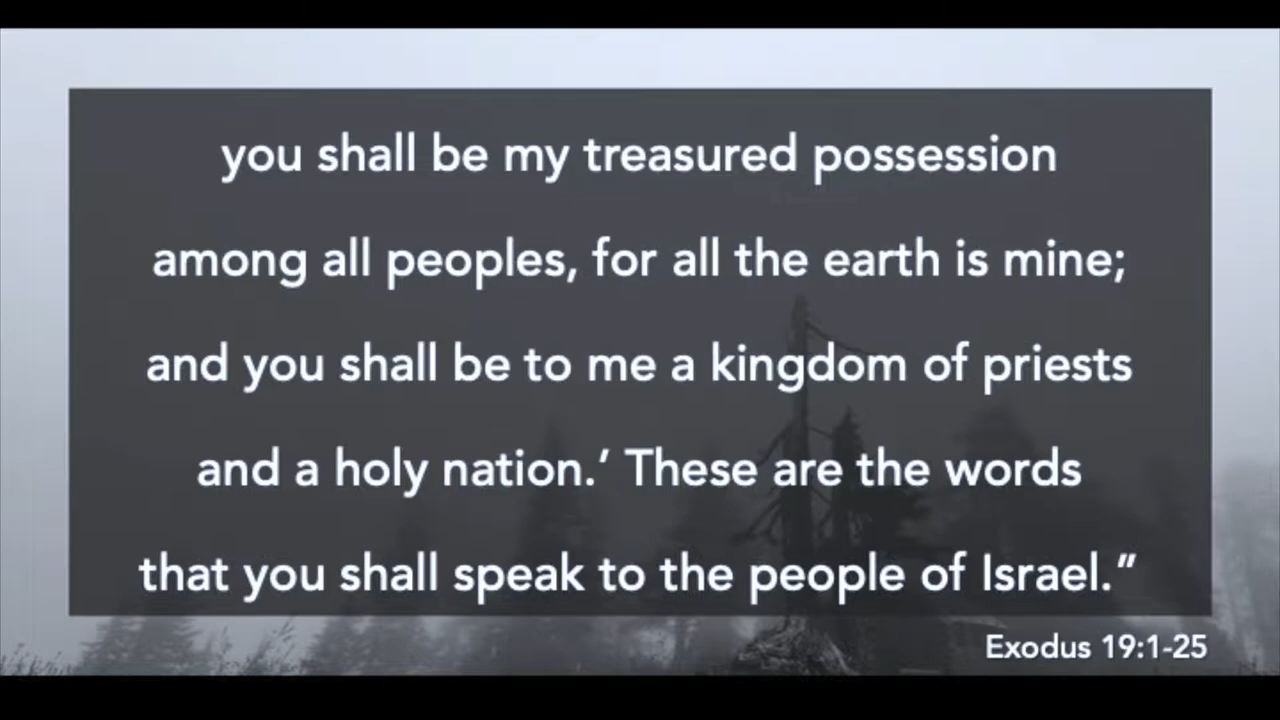 you shall be my treasured possession
among all peoples, for all the earth is mine;
and you shall be to me a kingdom of priests
and a holy nation.’ These are the words
that you shall speak to the people of Israel.”
Exodus 19:1-25